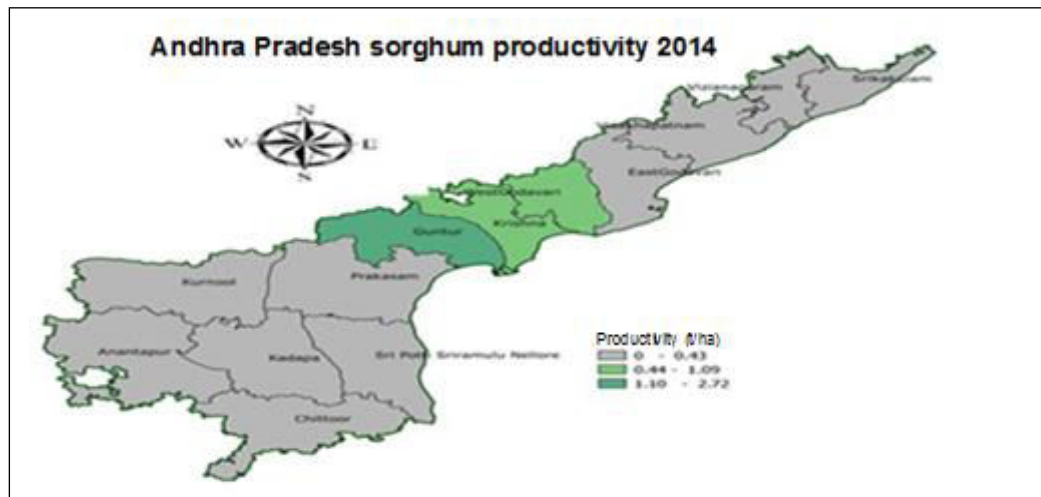 Andhra Pradesh sorghum productivity 2014
N
W E
S
Vizianagaram
Srikakulam
Visakhapatnam
EastGodavari
WestGodavari
Krishna
Guntur
Prakasam
Kurnool
Anantapur
Kadapa
Sri Potti Sriramulu Nellore
Chittoor
Productivity (t/ha)
0 - 0.43
0.44 - 1.09
1.10 - 2.72